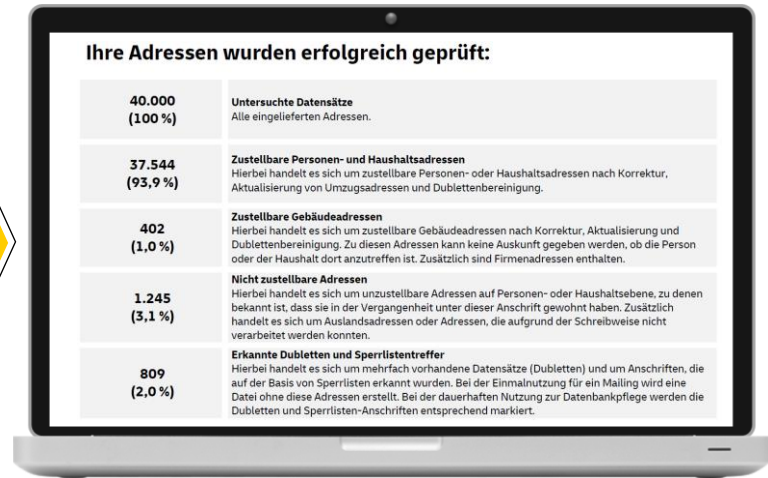 Ihre Adressen wurden erfolgreich geprüft:
40.000
(100 %)
Untersuchte Datensätze
Alle eingelieferten Adressen.
37.544
(93,9 %)
Zustellbare Personen- und Haushaltsadressen
Hierbei handelt es sich um zustellbare Personen- oder Haushaltsadressen nach Korrektur,
Aktualisierung von Umzugsadressen und Dublettenbereinigung.
402
(1,0 %)
Zustellbare Gebäudeadressen
Hierbei handelt es sich um zustellbare Gebäudeadressen nach Korrektur, Aktualisierung und
Dublettenbereinigung. Zu diesen Adressen kann keine Auskunft gegeben werden, ob die Person
oder der Haushalt dort anzutreffen ist. Zusätzlich sind Firmenadressen enthalten.
1.245
(3,1 %)
Nicht zustellbare Adressen
Hierbei handelt es sich um unzustellbare Adressen auf Personen- oder Haushaltsebene, zu denen
bekannt ist, dass sie in der Vergangenheit unter dieser Anschrift gewohnt haben. Zusätzlich
handelt es sich um Auslandsadressen oder Adressen, die aufgrund der Schreibweise nicht
verarbeitet werden konnten.
809
(2,0 %)
Erkannte Dubletten und Sperrlistentreffer
Hierbei handelt es sich um mehrfach vorhandene Datensätze (Dubletten) und um Anschriften, die
auf der Basis von Sperrlisten erkannt wurden. Bei der Einmalnutzung für ein Mailing wird eine
Datei ohne diese Adressen erstellt. Bei der dauerhaften Nutzung zur Datenbankpflege werden die
Dubletten und Sperrlisten-Anschriften entsprechend markiert.